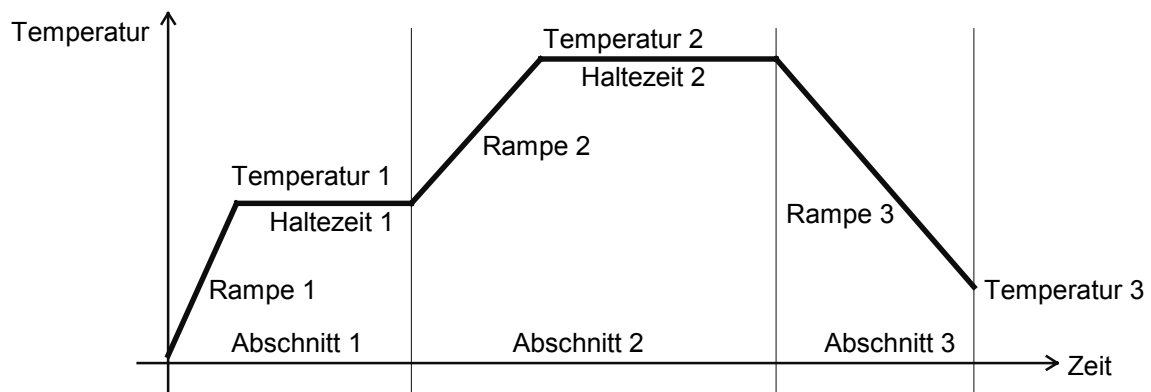 Temperatur
Temperatur 2
Haltezeit 2
Rampe 2
Temperatur 1
Haltezeit 1
Rampe 3
Rampe 1
Temperatur 3
Abschnitt 1
Abschnitt 2
Abschnitt 3
Zeit